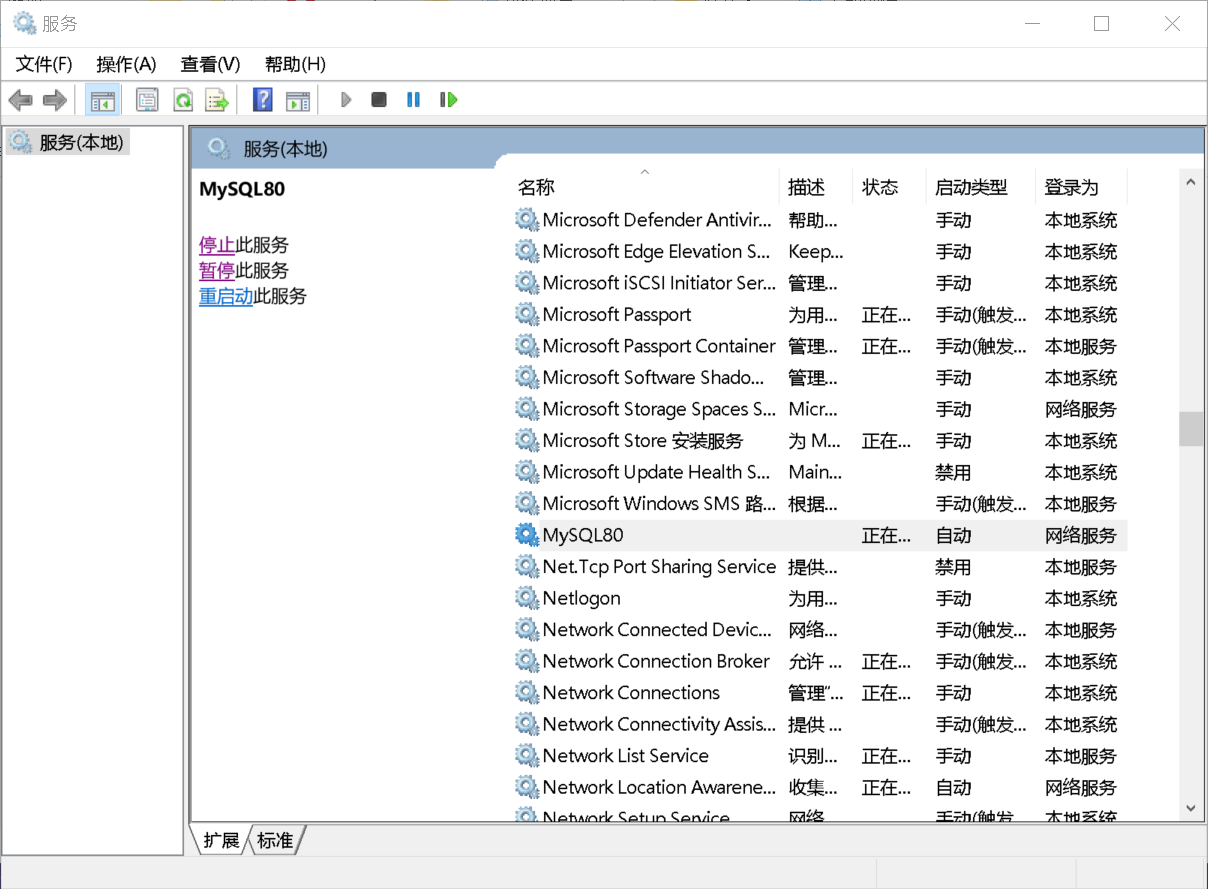 服务
文件(F) 操作(A) 查看(V) 帮助(H)
服务(本地)
服务(本地)
MySQL80
停止此服务
暂停此服务
重启动此服务
名称 描述 状态 启动类型 登录为
Microsoft Defender Antivir... 帮助... 手动 本地系统
Microsoft Edge Elevation S... Keep... 手动 本地系统
Microsoft iSCSI Initiator Ser... 管理... 手动 本地系统
Microsoft Passport 为用... 正在... 手动(触发... 本地系统
Microsoft Passport Container 管理... 正在... 手动(触发... 本地服务
Microsoft Software Shado... 管理... 手动 本地系统
Microsoft Storage Spaces S... Micr... 手动 网络服务
Microsoft Store 安装服务 为 M... 正在... 手动 本地系统
Microsoft Update Health S... Main... 禁用 本地系统
Microsoft Windows SMS 路... 根据... 手动(触发... 本地服务
MySQL80 正在... 自动 网络服务
Net.Tcp Port Sharing Service 提供... 禁用 本地服务
Netlogon 为用... 手动 本地系统
Network Connected Devic... 网络... 手动(触发... 本地服务
Network Connection Broker 允许 ... 正在... 手动(触发... 本地系统
Network Connections 管理“... 正在... 手动 本地系统
Network Connectivity Assis... 提供 ... 手动(触发... 本地系统
Network List Service 识别... 正在... 手动 本地服务
Network Location Awarene... 收集... 正在... 自动 网络服务
Network Setup Service 网络... 手动(触发... 本地系统
扩展 标准